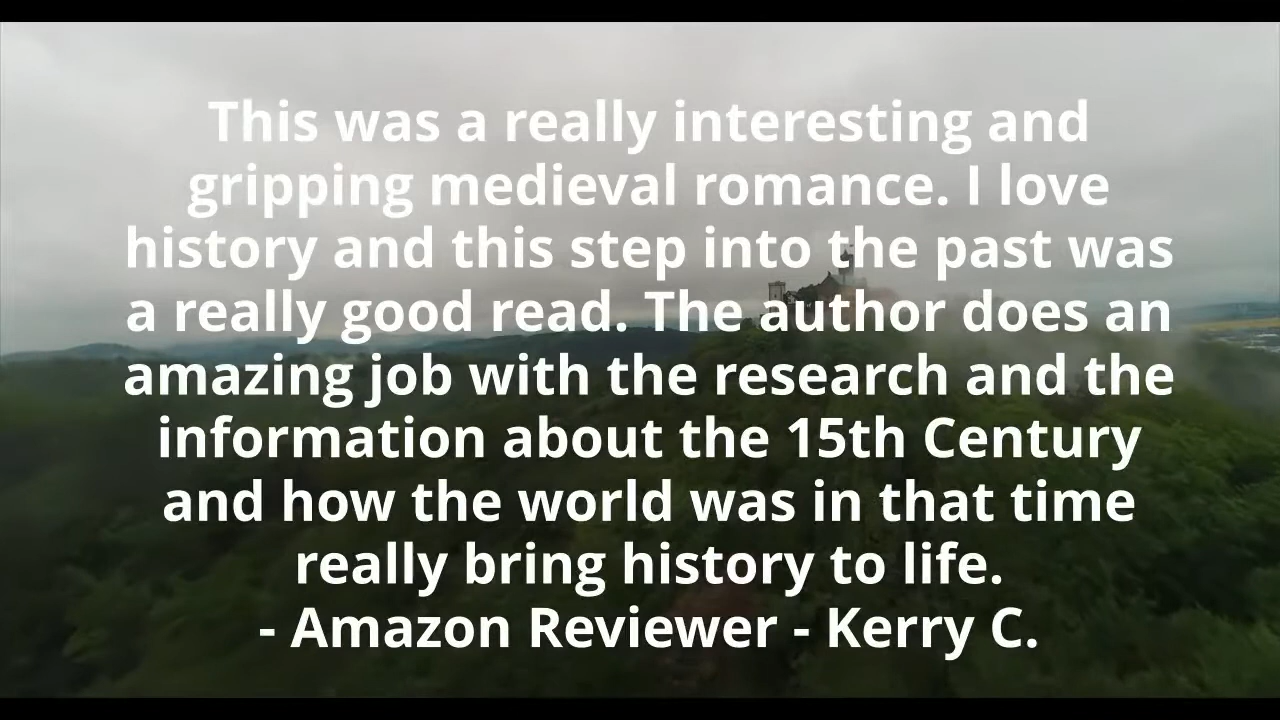 This was a really interesting and
gripping medieval romance. I love
history and this step into the past was
a really good read. The author does an
amazing job with the research and the
information about the 15th Century
and how the world was in that time
really bring history to life.
- Amazon Reviewer - Kerry C.